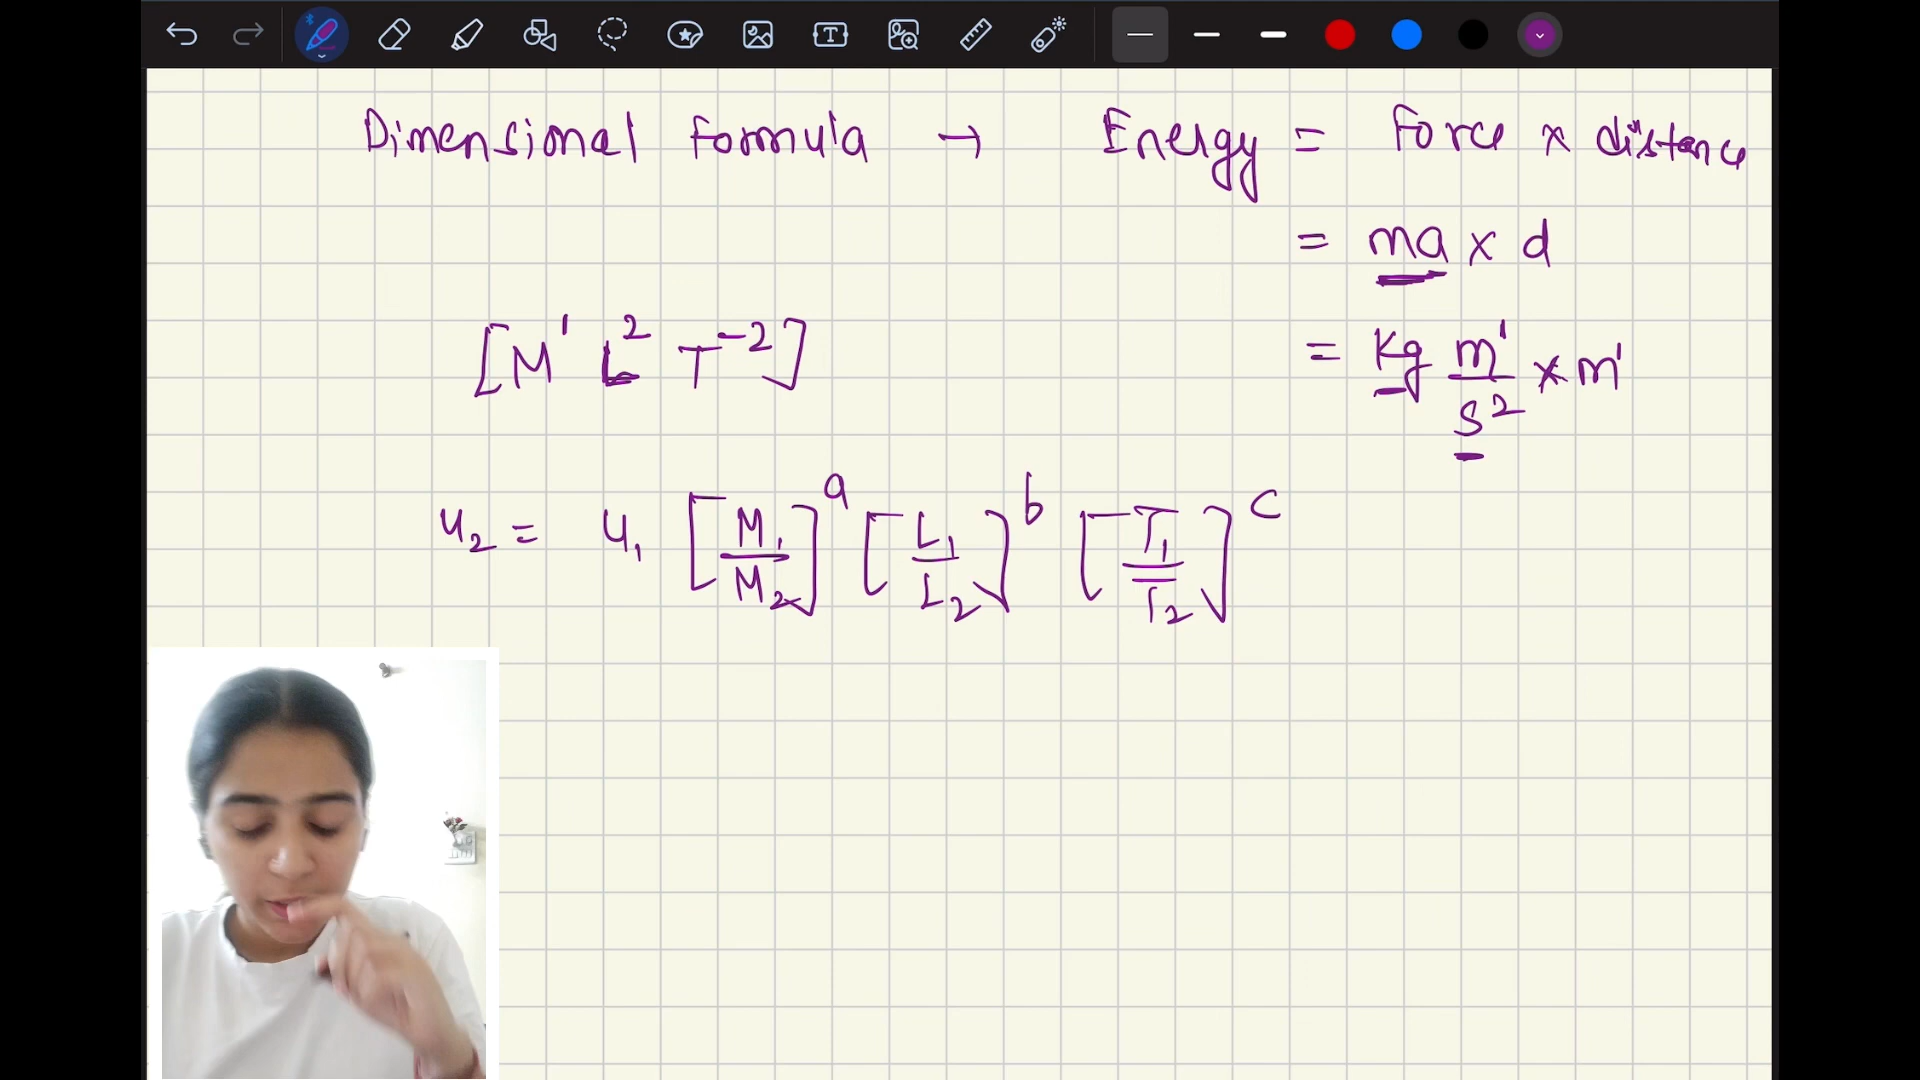 Dimensional formula → Energy = force × distance
= ma × d
[M¹ L² T⁻²]
= Kg m¹/s² × m¹
u₂ = u₁ [M₁/M₂]ᵃ [L₁/L₂]ᵇ [T₁/T₂]ᶜ